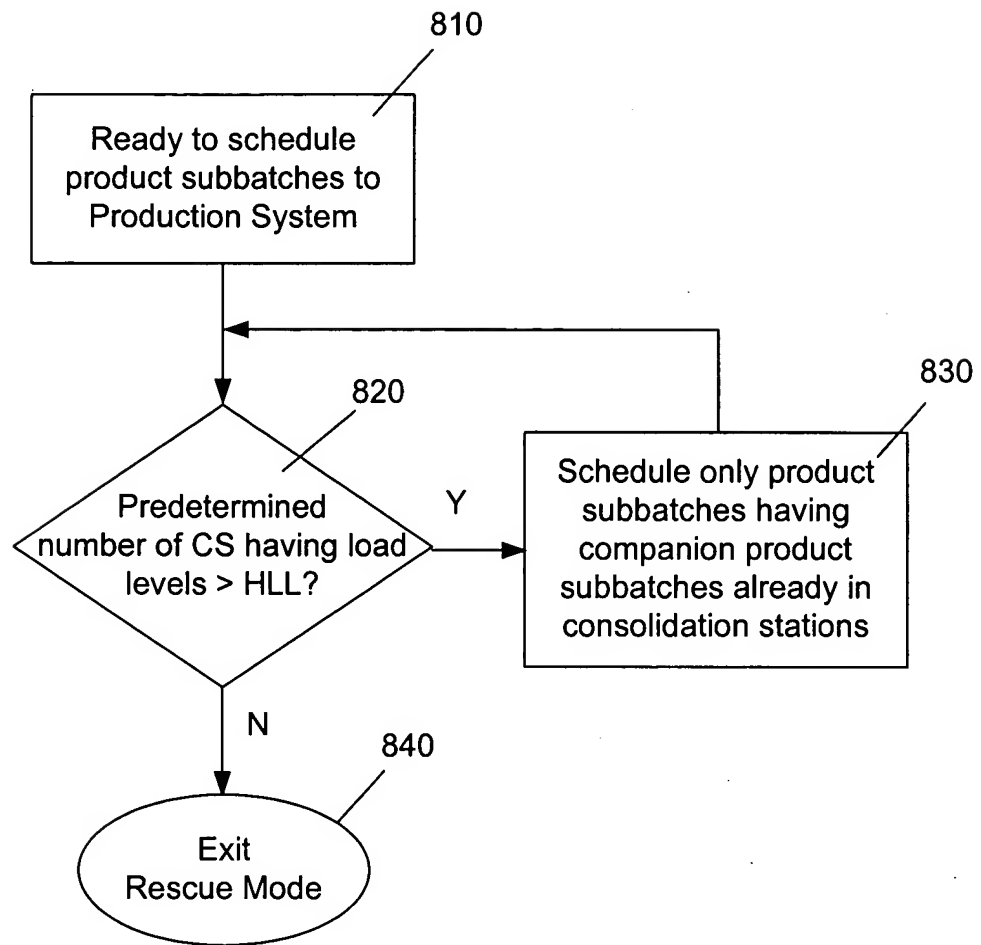 810
Ready to schedule
product subbatches to
Production System
820
830
Predetermined
number of CS having load
levels > HLL?
Y
Schedule only product
subbatches having
companion product
subbatches already in
consolidation stations
N
840
Exit
Rescue Mode